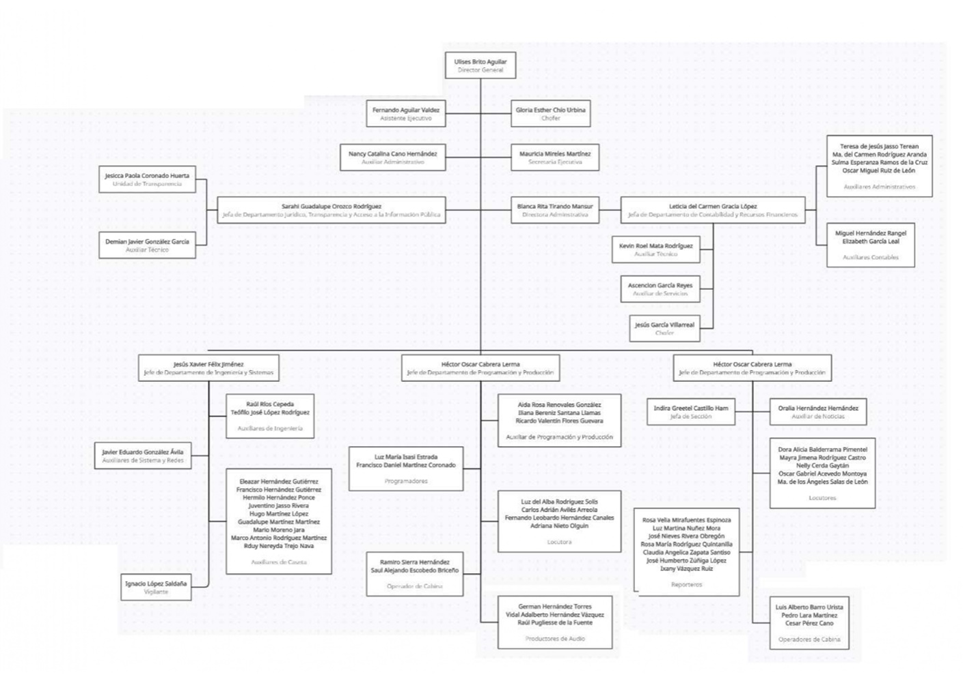 Ulises Brito Aguilar
Director General
Fernando Aguilar Valdez
Asistente Ejecutivo
Gloria Esther Chio Urbina
Chofer
Nancy Catalina Cano Hernández
Auxiliar Administrativo
Mauricia Mireles Martínez
Secretaria Ejecutiva
Jesicca Paola Coronado Huerta
Unidad de Transparencia
Sarahi Guadalupe Orozco Rodríguez
Jefa de Departamento Jurídico, Transparencia y Acceso a la Información Pública
Demian Javier González García
Auxiliar Técnico
Blanca Rita Tirando Mansur
Directora Adminsitrativa
Leticia del Carmen Gracia López
Jefa de Departamento de Contabilidad y Recursos Financieros
Teresa de Jesús Jasso Terean
Ma. del Carmen Rodríguez Aranda
Sulma Esperanza Ramos de la Cruz
Oscar Miguel Ruiz de León
Auxiliares Administrativos
Miguel Hernández Rangel
Elizabeth García Leal
Auxiliares Contables
Kevin Roel Mata Rodríguez
Auxiliar Técnico
Ascencion García Reyes
Auxiliar de Servicios
Jesús García Villarreal
Chofer
Jesús Xavier Félix Jiménez
Jefe de Departamento de Ingeniería y Sistemas
Raúl Ríos Cepeda
Teófilo José López Rodríguez
Auxiliares de Ingeniería
Javier Eduardo González Ávila
Auxiliares de Sistema y Redes
Eleazar Hernández Gutiérrez
Francisco Hernández Gutiérrez
Hermilo Hernández Ponce
Juventino Jasso Rivera
Hugo Martínez López
Guadalupe Martínez Martínez
Mario Moreno Jara
Marco Antonio Rodríguez Martínez
Rduy Nereyda Trejo Nava
Auxiliares de Caseta
Ignacio López Saldaña
Vigilante
Héctor Oscar Cabrera Lerma
Jefe de Departamento de Programación y Producción
Aida Rosa Renovales González
Iliana Bereniz Santana Llamas
Ricardo Valentin Flores Guevara
Auxiliar de Programación y Producción
Luz María Isasi Estrada
Francisco Daniel Martínez Coronado
Programadores
Luz del Alba Rodríguez Solis
Carlos Adrián Avilés Arreola
Fernando Leobardo Hernández Canales
Adriana Nieto Olguin
Locutora
Ramiro Sierra Hernández
Saul Alejando Escobedo Briceño
Operador de Cabina
German Hernández Torres
Vidal Adalberto Hernández Vázquez
Raúl Pugliesse de la Fuente
Productores de Audio
Héctor Oscar Cabrera Lerma
Jefe de Departamento de Programación y Producción
Indira Greetel Castillo Ham
Jefa de Sección
Oralia Hernández Hernández
Auxiliar de Noticias
Dora Alicia Balderrama Pimentel
Mayra Jimena Rodríguez Castro
Nelly Cerda Gaytán
Oscar Gabriel Acevedo Montoya
Ma. de los Ángeles Salas de León
Locutores
Rosa Velia Mirafuentes Espinoza
Luz Martina Nuñez Mora
José Nieves Rivera Obregón
Rosa María Rodríguez Quintanilla
Claudia Angelica Zapata Santiso
José Humberto Zúñiga López
Ixany Vázquez Ruiz
Reporteros
Luis Alberto Barro Urista
Pedro Lara Martínez
Cesar Pérez Cano
Operadores de Cabina